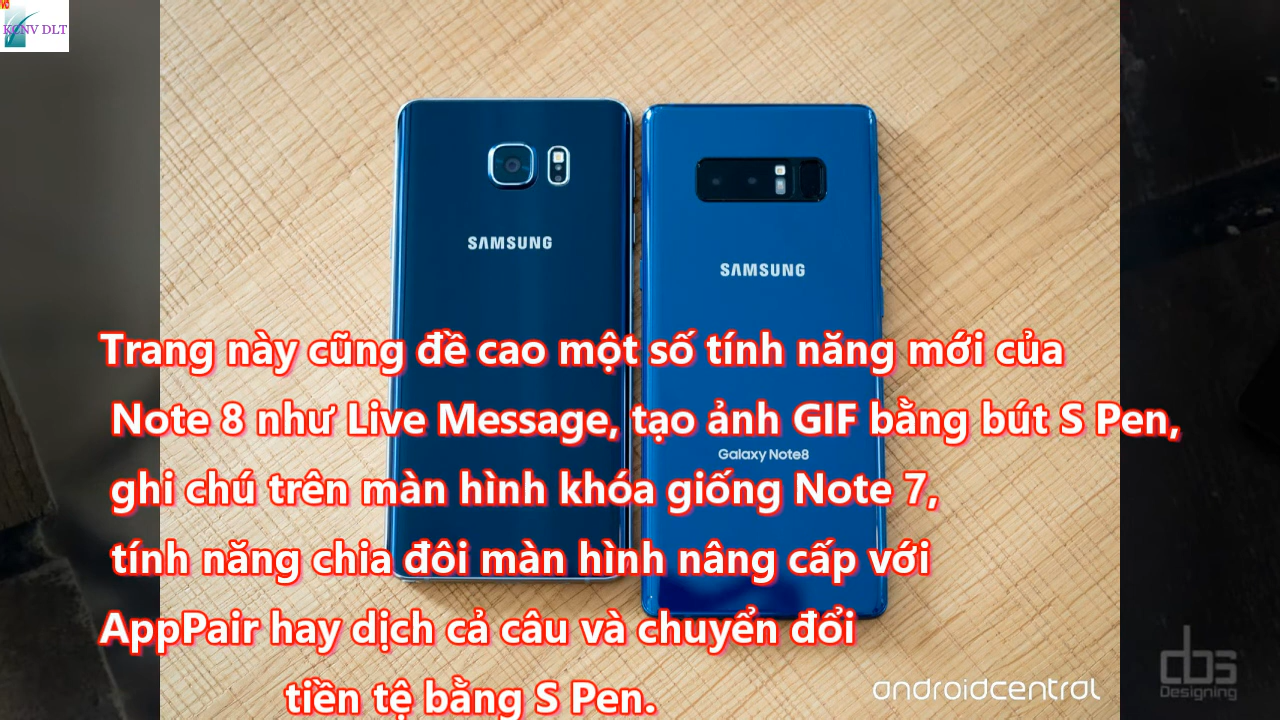 VG
KCNV DLT
SAMSUNG
SAMSUNG
Galaxy Note8
Trang này cũng đề cao một số tính năng mới của
Note 8 như Live Message, tạo ảnh GIF bằng bút S Pen,
ghi chú trên màn hình khóa giống Note 7,
tính năng chia đôi màn hình nâng cấp với
AppPair hay dịch cả câu và chuyển đổi
tiền tệ bằng S Pen.
androidcentral
dbs
Designing